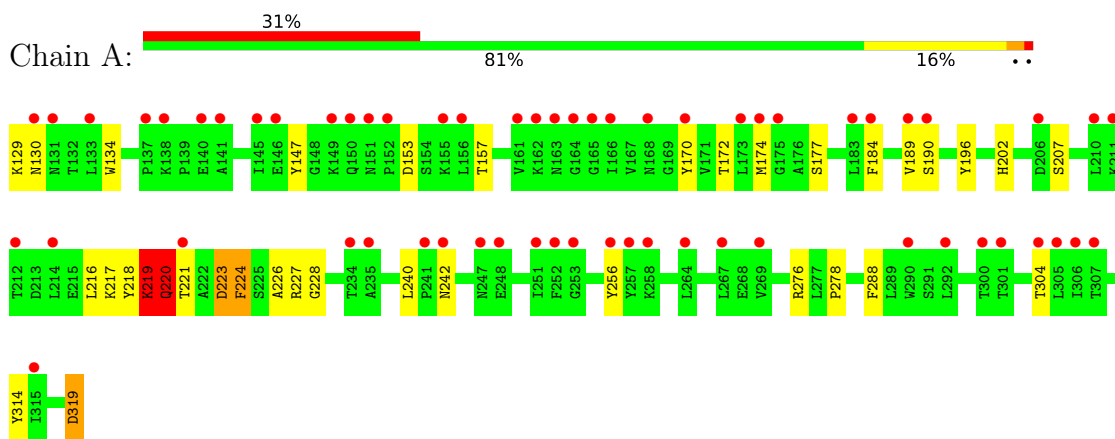 31%
Chain A:
81% 16% • •
K129 N130 N131 T132 L133 W134 P137 K138 P139 E140 A141 I145 E146 Y147 G148 K149 Q150 N151 P152 D153 S154 K155 L156 T157 V161 K162 N163 G164 G165 I166 V167 N168 G169 Y170 V171 T172 L173 M174 G175 A176 S177 L183 F184 V189 S190 Y196 H202 D206 S207 L210 K211
T212 D213 L214 E215 L216 K217 Y218 K219 Q220 T221 A222 D223 F224 S225 A226 R227 G228 T234 A235 L240 P241 N242 N247 E248 I251 F252 G253 Y256 Y257 K258 L264 L267 E268 V269 R276 L277 P278 F288 L289 W290 S291 L292 T300 T301 T304 L305 I306 T307
Y314 I315 D319